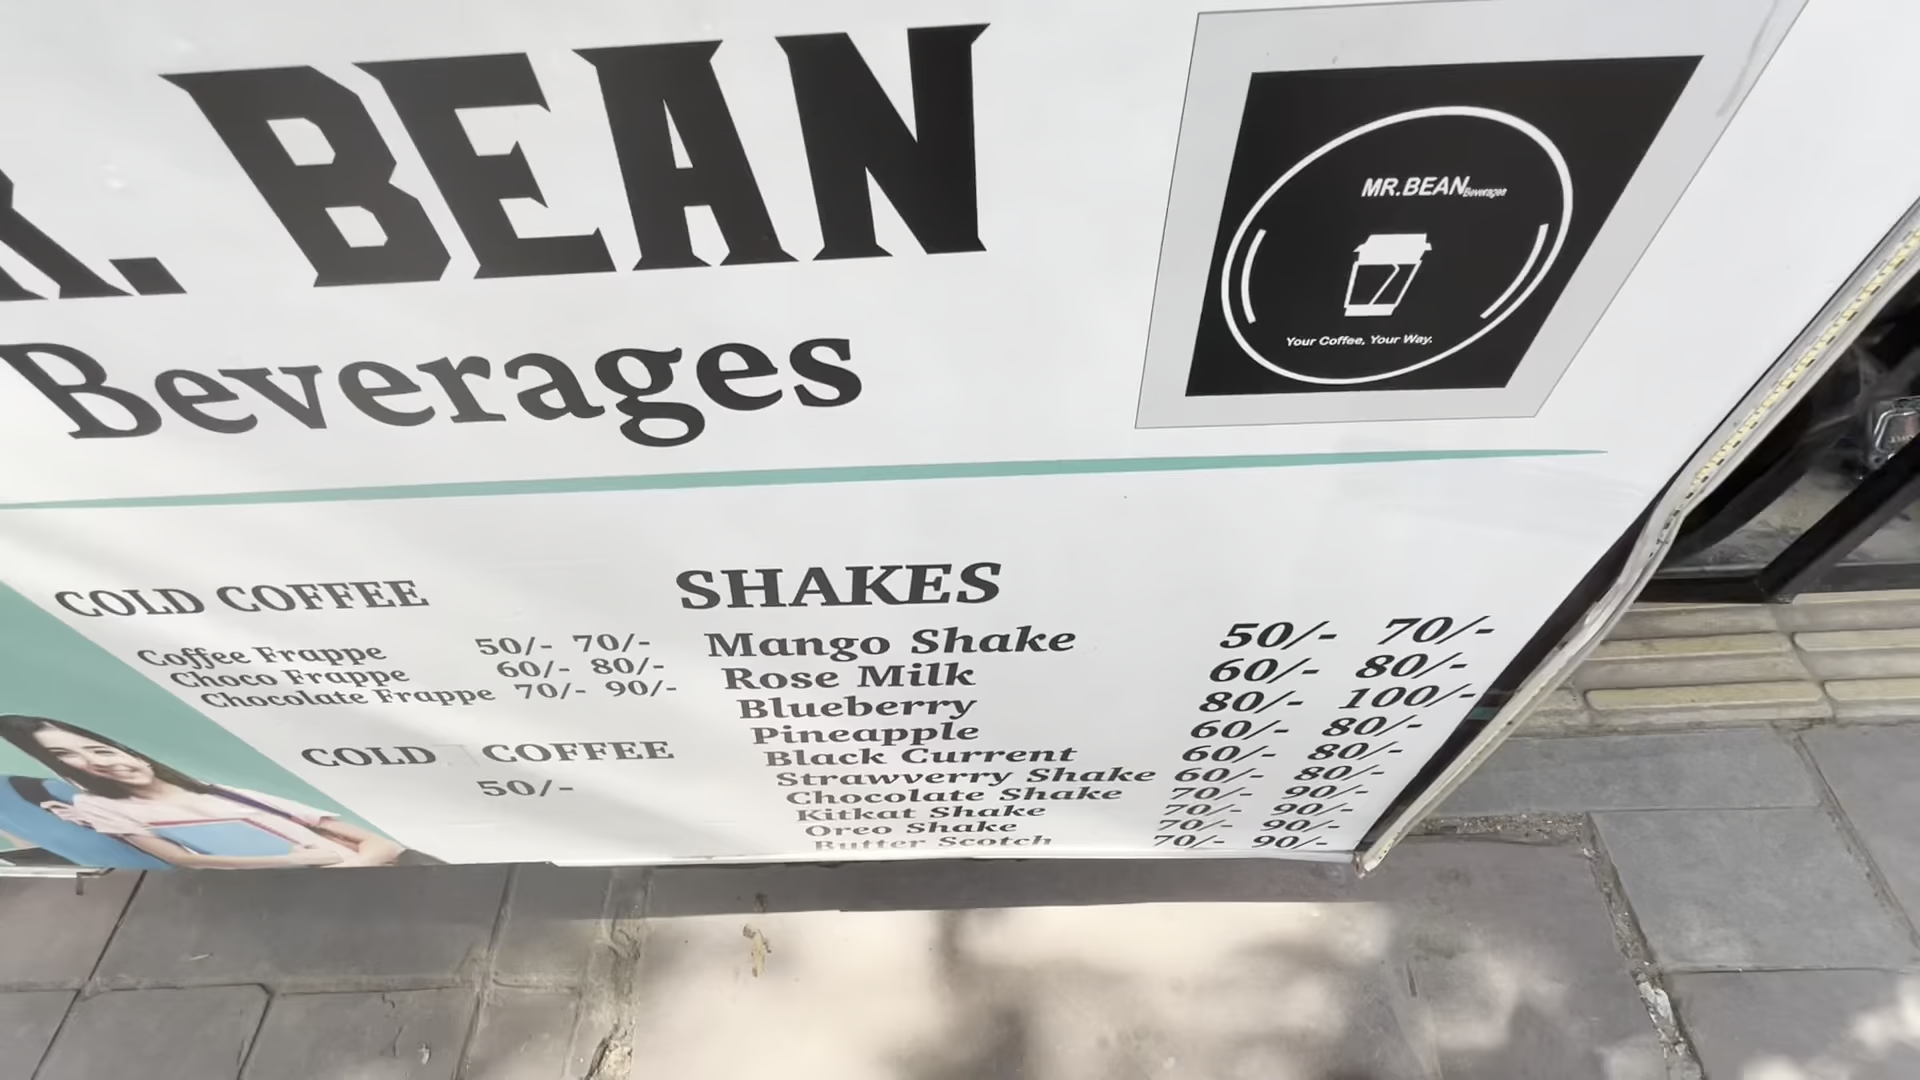 R. BEAN
Beverages
MR.BEAN Beverages
Your Coffee, Your Way.
COLD COFFEE
Coffee Frappe 50/- 70/-
Choco Frappe 60/- 80/-
Chocolate Frappe 70/- 90/-
COLD COFFEE
50/-
SHAKES
Mango Shake 50/- 70/-
Rose Milk 60/- 80/-
Blueberry 80/- 100/-
Pineapple 60/- 80/-
Black Current 60/- 80/-
Strawverry Shake 60/- 80/-
Chocolate Shake 70/- 90/-
Kitkat Shake 70/- 90/-
Oreo Shake 70/- 90/-
Butter Scotch 70/- 90/-